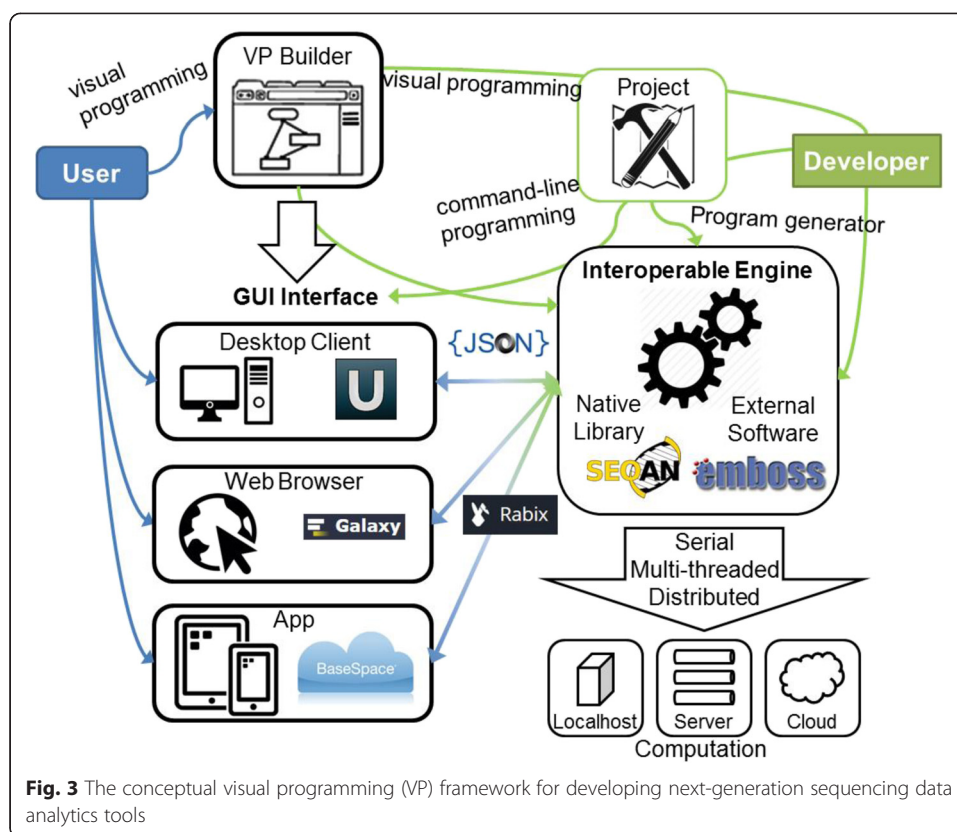 VP Builder
visual
programming
visual programming
Project
User
Developer
command-line
programming
Program generator
GUI Interface
Interoperable Engine
Desktop Client
U
{JSON}
Native
Library
External
Software
SEQAN
emboss
Web Browser
Galaxy
Rabix
App
BaseSpace
Serial
Multi-threaded
Distributed
Localhost
Server
Cloud
Computation
Fig. 3 The conceptual visual programming (VP) framework for developing next-generation sequencing data
analytics tools